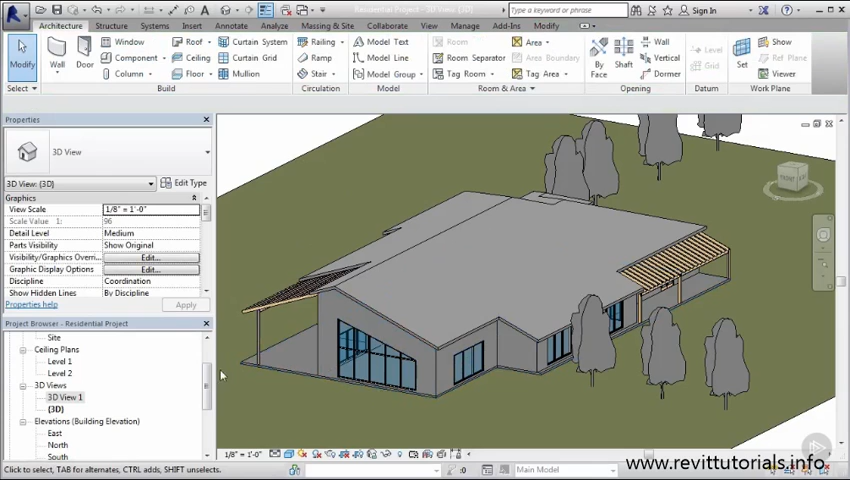 Residential Project - 3D View: {3D}
Type a keyword or phrase
Sign In
Architecture Structure Systems Insert Annotate Analyze Massing & Site Collaborate View Manage Add-Ins Modify
Modify
Wall
Door
Window
Component
Column
Roof
Ceiling
Floor
Curtain System
Curtain Grid
Mullion
Railing
Ramp
Stair
Model Text
Model Line
Model Group
Room
Room Separator
Tag Room
Area
Area Boundary
Tag Area
By Face
Shaft
Wall
Vertical
Dormer
Level
Grid
Set
Show
Ref Plane
Viewer
Select Build Circulation Model Room & Area Opening Datum Work Plane
Properties
3D View
3D View: {3D} Edit Type
Graphics
View Scale 1/8" = 1'-0"
Scale Value 1: 96
Detail Level Medium
Parts Visibility Show Original
Visibility/Graphics Overri... Edit...
Graphic Display Options Edit...
Discipline Coordination
Show Hidden Lines By Discipline
Properties help Apply
Project Browser - Residential Project
Site
Ceiling Plans
Level 1
Level 2
3D Views
3D View 1
{3D}
Elevations (Building Elevation)
East
North
South
FRONT
1/8" = 1'-0"
Click to select, TAB for alternates, CTRL adds, SHIFT unselects.
:0
Main Model
www.revittutorials.info